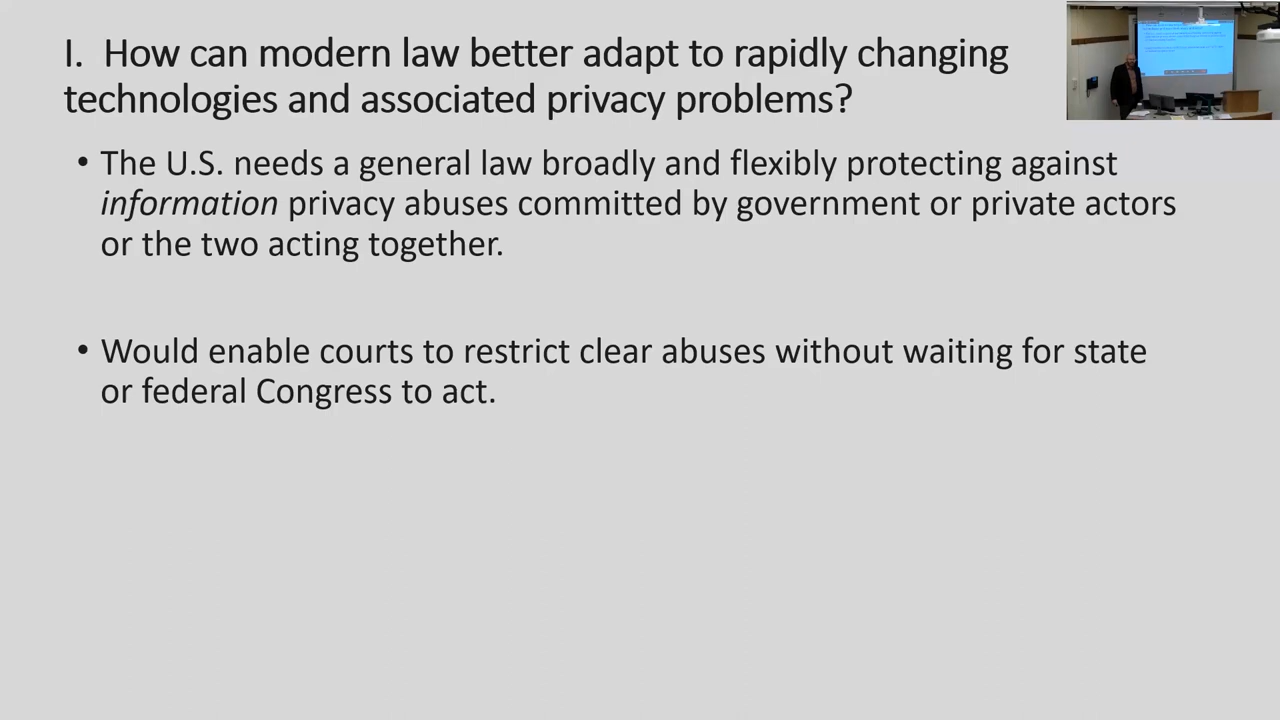 I. How can modern law better adapt to rapidly changing
technologies and associated privacy problems?
• The U.S. needs a general law broadly and flexibly protecting against
information privacy abuses committed by government or private actors
or the two acting together.
• Would enable courts to restrict clear abuses without waiting for state
or federal Congress to act.